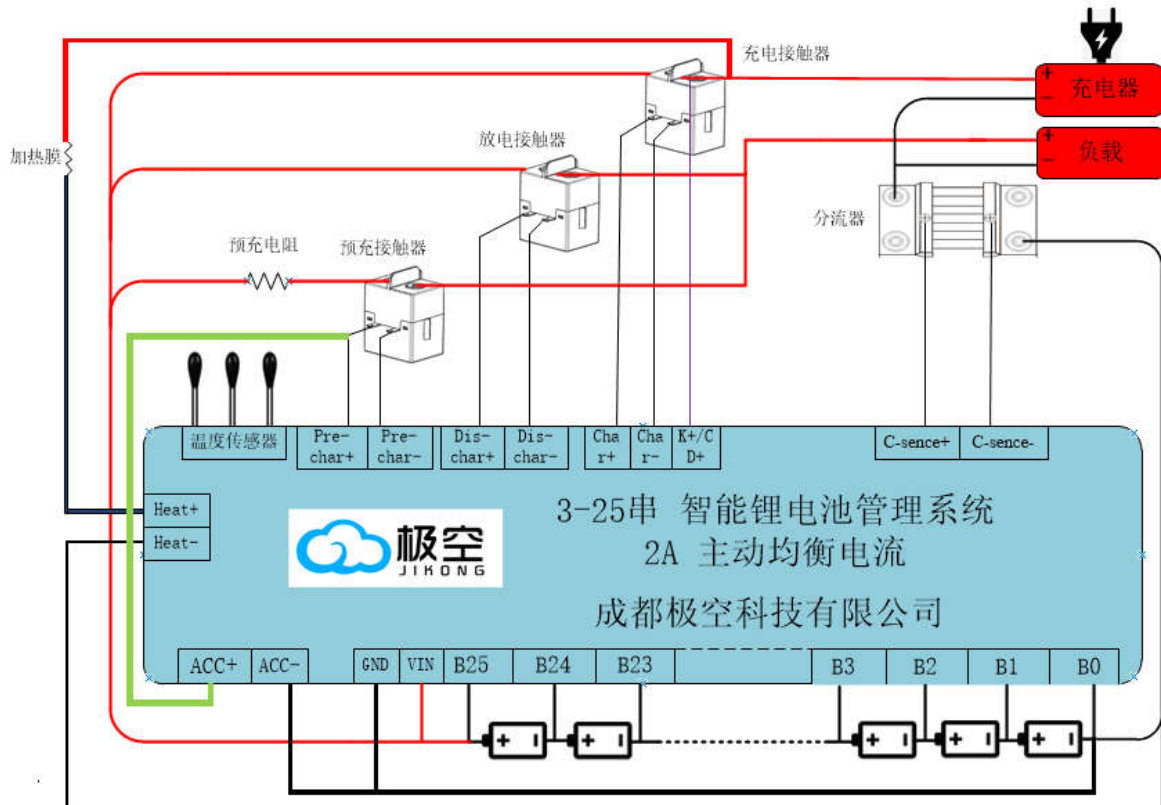 充电接触器
+
充电器
−
放电接触器
+
负载
−
加热膜
分流器
预充电阻
预充接触器
温度传感器
Pre-
char+
Pre-
char-
Dis-
char+
Dis-
char-
Cha
r+
Cha
r-
K+/C
D+
C-sence+
C-sence-
Heat+
Heat-
极空
JIKONG
3-25串 智能锂电池管理系统
2A 主动均衡电流
成都极空科技有限公司
ACC+
ACC-
GND
VIN
B25
B24
B23
B3
B2
B1
B0
+ -
+ -
+ -
+ -
+ -